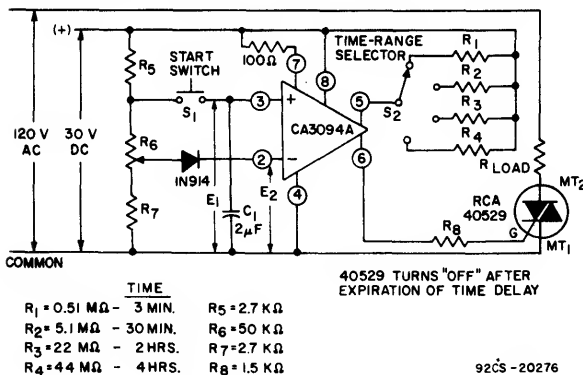 (+)
R5
START
SWITCH
S1
100Ω
7
8
TIME-RANGE
SELECTOR
R1
R2
R3
R4
S2
5
3
+
CA3094A
120 V
AC
30 V
DC
R6
1N914
2
−
6
4
R7
E1
C1
2μF
E2
RLOAD
MT2
RCA
40529
G
MT1
R8
COMMON
40529 TURNS "OFF" AFTER
EXPIRATION OF TIME DELAY
TIME
R1 = 0.51 MΩ - 3 MIN. R5 = 2.7 KΩ
R2 = 5.1 MΩ - 30 MIN. R6 = 50 KΩ
R3 = 22 MΩ - 2 HRS. R7 = 2.7 KΩ
R4 = 44 MΩ - 4 HRS. R8 = 1.5 KΩ
92CS-20276